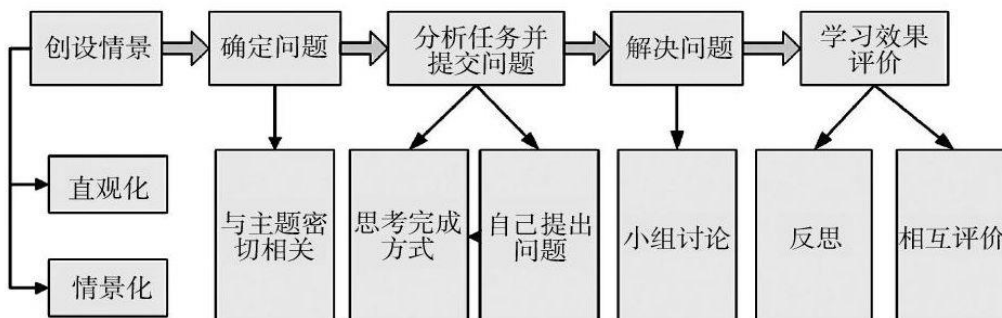 创设情景
确定问题
分析任务并
提交问题
解决问题
学习效果
评价
直观化
情景化
与主题密
切相关
思考完成
方式
自己提出
问题
小组讨论
反思
相互评价